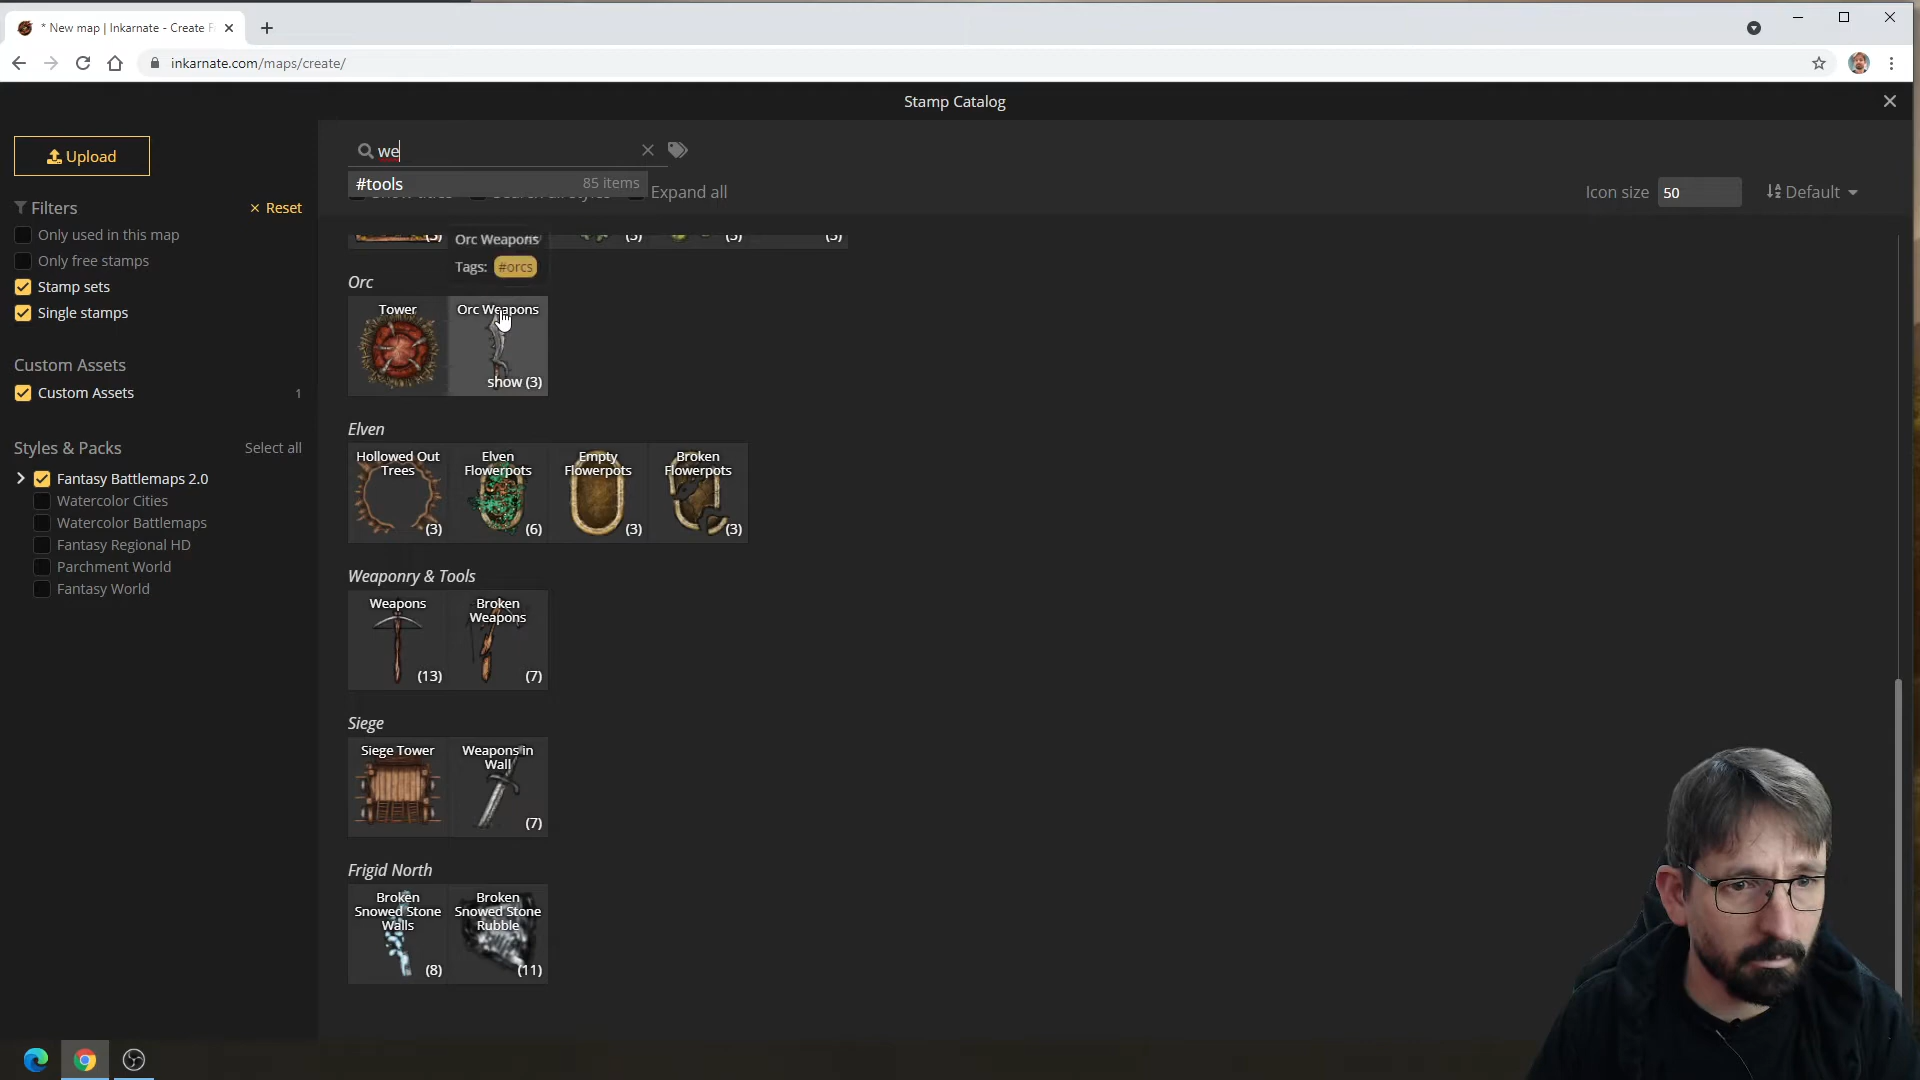 * New map | Inkarnate - Create F
inkarnate.com/maps/create/
Stamp Catalog
Upload
Filters
Reset
Only used in this map
Only free stamps
Stamp sets
Single stamps
Custom Assets
Custom Assets 1
Styles & Packs Select all
Fantasy Battlemaps 2.0
Watercolor Cities
Watercolor Battlemaps
Fantasy Regional HD
Parchment World
Fantasy World
we
#tools 85 items
Expand all
Icon size 50
Default
(3) (3) (3) (3)
Orc Weapons
Tags: #orcs
Orc
Tower
Orc Weapons
show (3)
Elven
Hollowed Out
Trees
(3)
Elven
Flowerpots
(6)
Empty
Flowerpots
(3)
Broken
Flowerpots
(3)
Weaponry & Tools
Weapons
(13)
Broken
Weapons
(7)
Siege
Siege Tower
Weapons in
Wall
(7)
Frigid North
Broken
Snowed Stone
Walls
(8)
Broken
Snowed Stone
Rubble
(11)